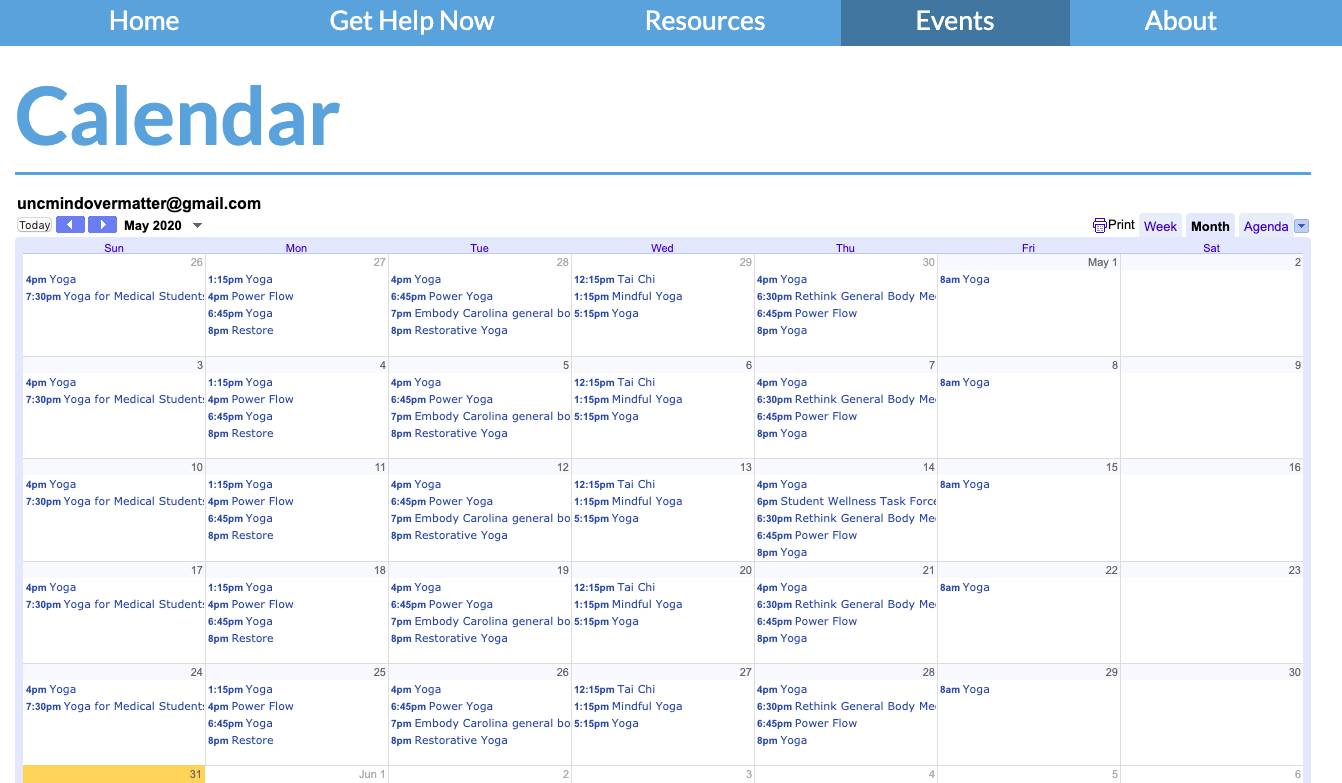 Home Get Help Now Resources Events About
Calendar
uncmindovermatter@gmail.com
Today May 2020 Print Week Month Agenda
Sun Mon Tue Wed Thu Fri Sat
26 27 28 29 30 May 1 2
4pm Yoga 1:15pm Yoga 4pm Yoga 12:15pm Tai Chi 4pm Yoga 8am Yoga
7:30pm Yoga for Medical Students 4pm Power Flow 6:45pm Power Yoga 1:15pm Mindful Yoga 6:30pm Rethink General Body Me
6:45pm Yoga 7pm Embody Carolina general bo 5:15pm Yoga 6:45pm Power Flow
8pm Restore 8pm Restorative Yoga 8pm Yoga
3 4 5 6 7 8 9
4pm Yoga 1:15pm Yoga 4pm Yoga 12:15pm Tai Chi 4pm Yoga 8am Yoga
7:30pm Yoga for Medical Students 4pm Power Flow 6:45pm Power Yoga 1:15pm Mindful Yoga 6:30pm Rethink General Body Me
6:45pm Yoga 7pm Embody Carolina general bo 5:15pm Yoga 6:45pm Power Flow
8pm Restore 8pm Restorative Yoga 8pm Yoga
10 11 12 13 14 15 16
4pm Yoga 1:15pm Yoga 4pm Yoga 12:15pm Tai Chi 4pm Yoga 8am Yoga
7:30pm Yoga for Medical Students 4pm Power Flow 6:45pm Power Yoga 1:15pm Mindful Yoga 6pm Student Wellness Task Force
6:45pm Yoga 7pm Embody Carolina general bo 5:15pm Yoga 6:30pm Rethink General Body Me
8pm Restore 8pm Restorative Yoga 6:45pm Power Flow
8pm Yoga
17 18 19 20 21 22 23
4pm Yoga 1:15pm Yoga 4pm Yoga 12:15pm Tai Chi 4pm Yoga 8am Yoga
7:30pm Yoga for Medical Students 4pm Power Flow 6:45pm Power Yoga 1:15pm Mindful Yoga 6:30pm Rethink General Body Me
6:45pm Yoga 7pm Embody Carolina general bo 5:15pm Yoga 6:45pm Power Flow
8pm Restore 8pm Restorative Yoga 8pm Yoga
24 25 26 27 28 29 30
4pm Yoga 1:15pm Yoga 4pm Yoga 12:15pm Tai Chi 4pm Yoga 8am Yoga
7:30pm Yoga for Medical Students 4pm Power Flow 6:45pm Power Yoga 1:15pm Mindful Yoga 6:30pm Rethink General Body Me
6:45pm Yoga 7pm Embody Carolina general bo 5:15pm Yoga 6:45pm Power Flow
8pm Restore 8pm Restorative Yoga 8pm Yoga
31 Jun 1 2 3 4 5 6